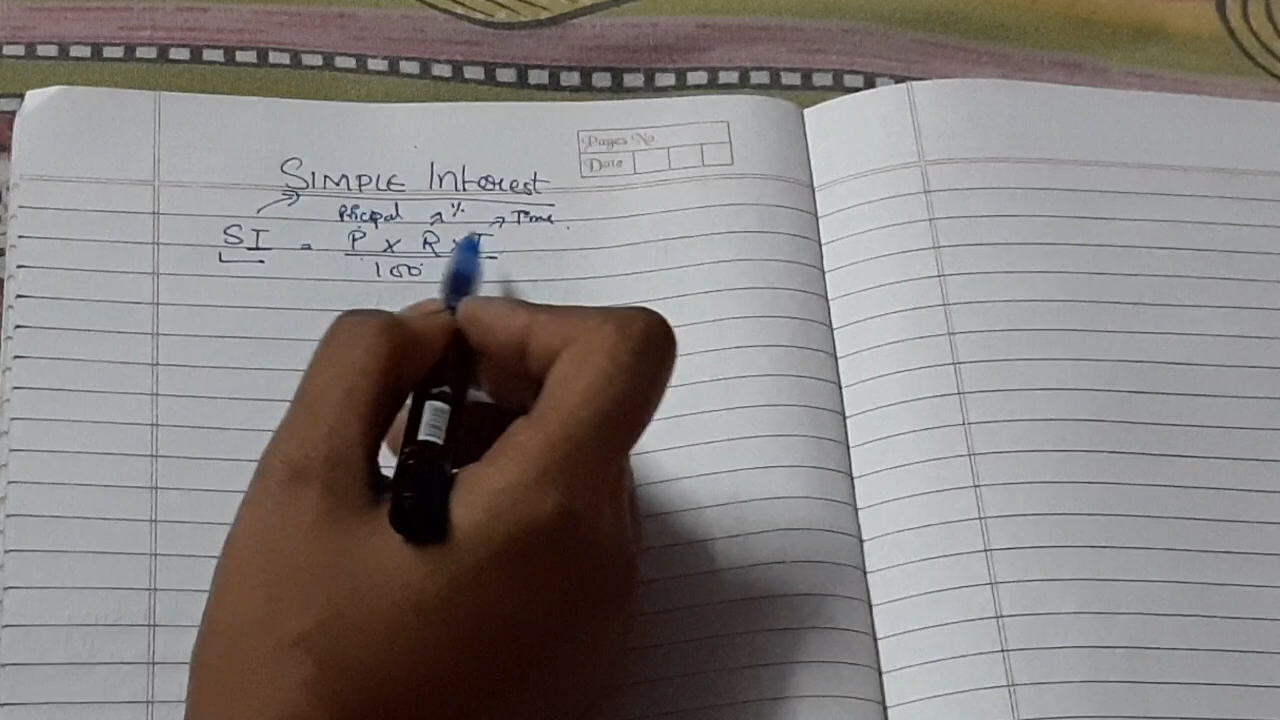 Pages No
Date
SIMPLE Interest
Pricipal % Time.
SI = P x R x T
100